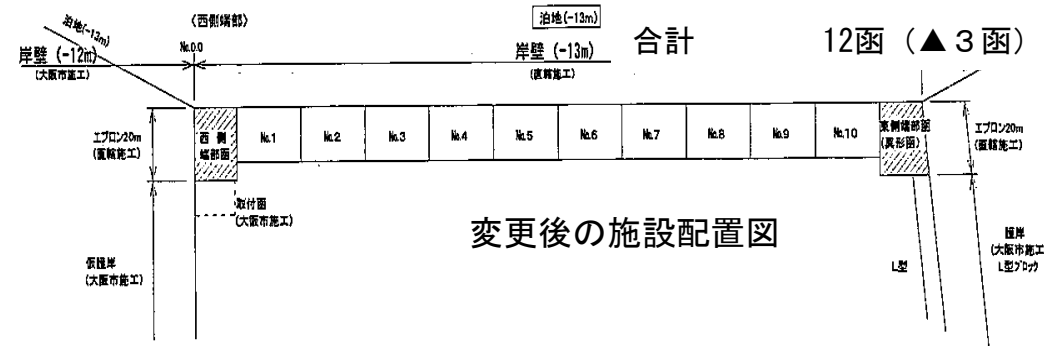 〈西側端部〉
泊地(-13m)
合計 12函（▲３函）
泊地(-13m)
岸壁 (-12m)
(大阪市施工)
No.0.0
岸壁 (-13m)
(直轄施工)
エプロン20m
(直轄施工)
西側
端部函
No.1
No.2
No.3
No.4
No.5
No.6
No.7
No.8
No.9
No.10
東側端部函
(異形函)
エプロン20m
(直轄施工)
取付函
(大阪市施工)
変更後の施設配置図
仮護岸
(大阪市施工)
L型
護岸
(大阪市施工
L型ブロック